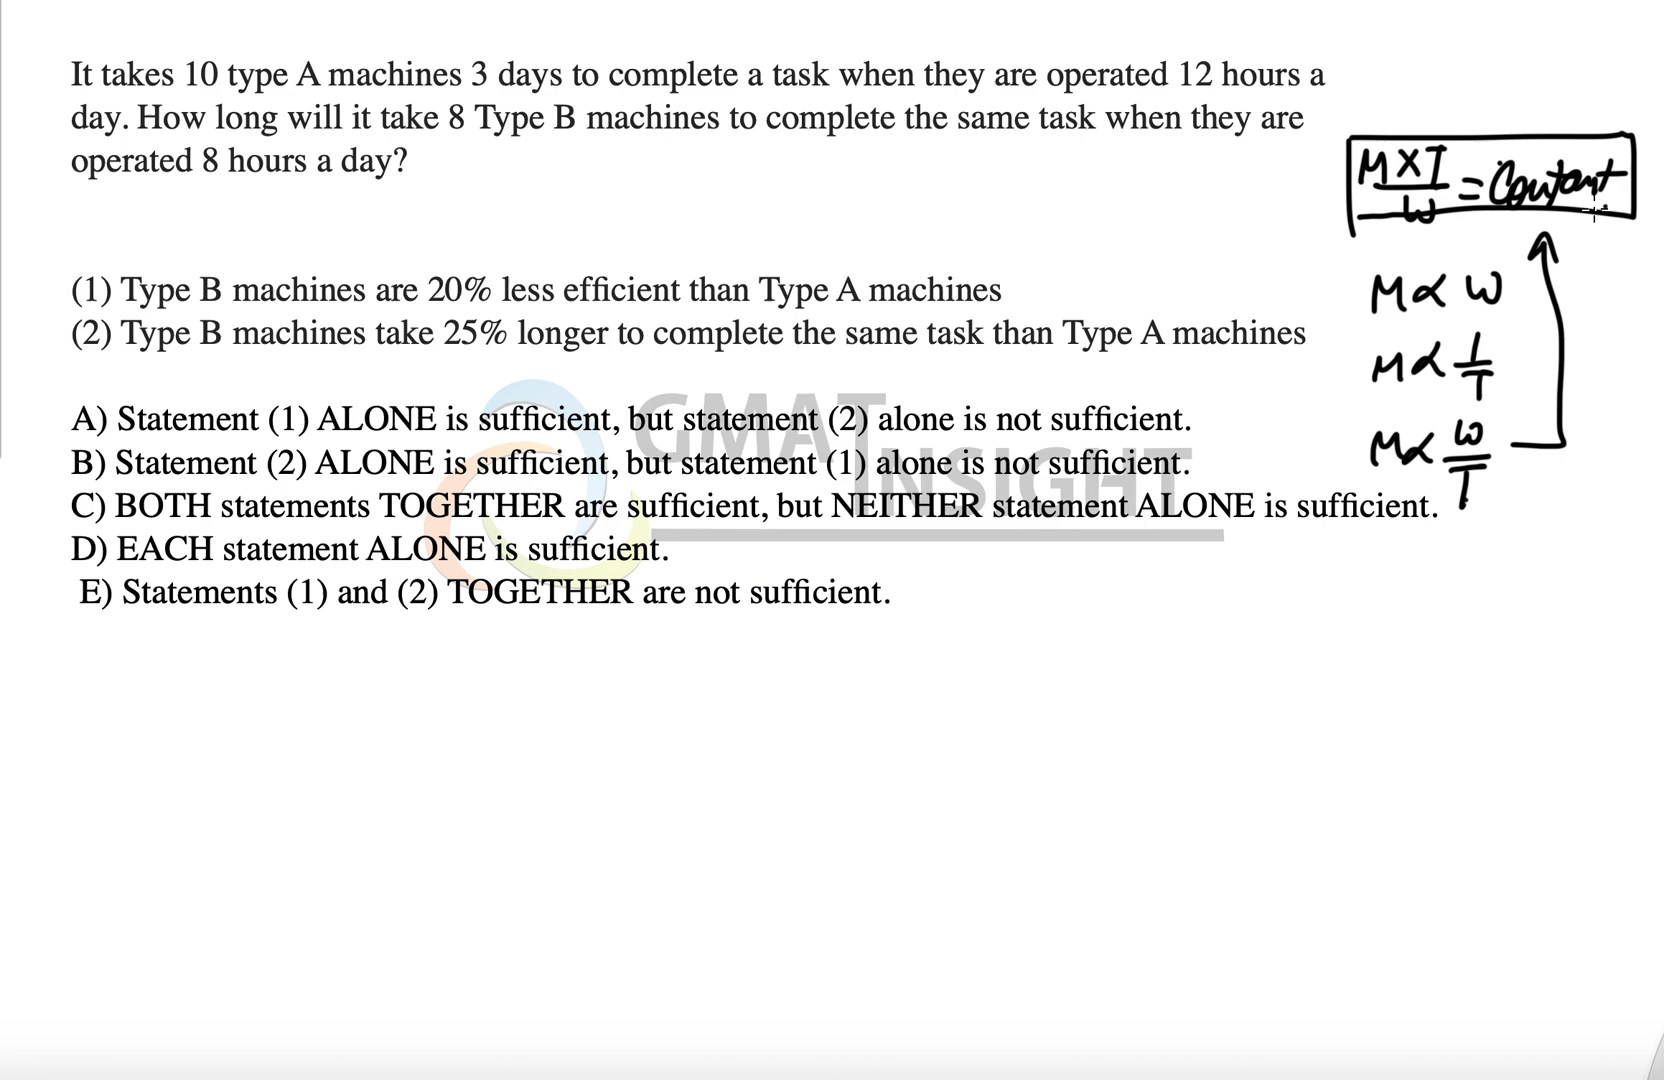 It takes 10 type A machines 3 days to complete a task when they are operated 12 hours a
day. How long will it take 8 Type B machines to complete the same task when they are
operated 8 hours a day?
M×T
/W = Constant
(1) Type B machines are 20% less efficient than Type A machines
(2) Type B machines take 25% longer to complete the same task than Type A machines
M α W
M α 1/T
M α W/T
A) Statement (1) ALONE is sufficient, but statement (2) alone is not sufficient.
B) Statement (2) ALONE is sufficient, but statement (1) alone is not sufficient.
C) BOTH statements TOGETHER are sufficient, but NEITHER statement ALONE is sufficient.
D) EACH statement ALONE is sufficient.
E) Statements (1) and (2) TOGETHER are not sufficient.
GMAT
INSIGHT